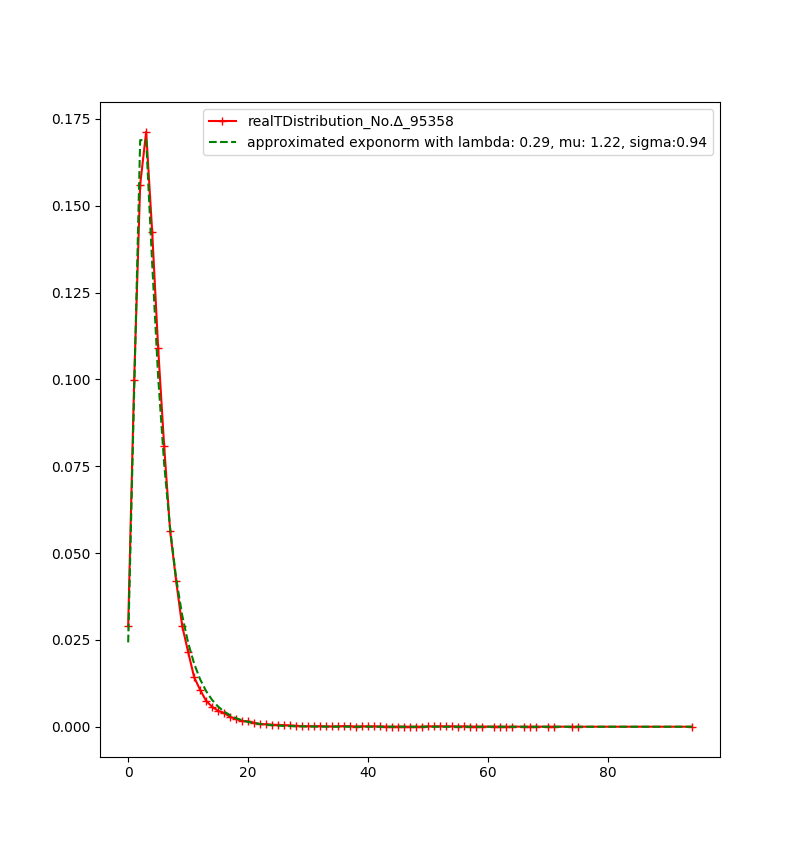 realTDistribution_No.Δ_95358
approximated exponorm with lambda: 0.29, mu: 1.22, sigma:0.94
0.175
0.150
0.125
0.100
0.075
0.050
0.025
0.000
0 20 40 60 80